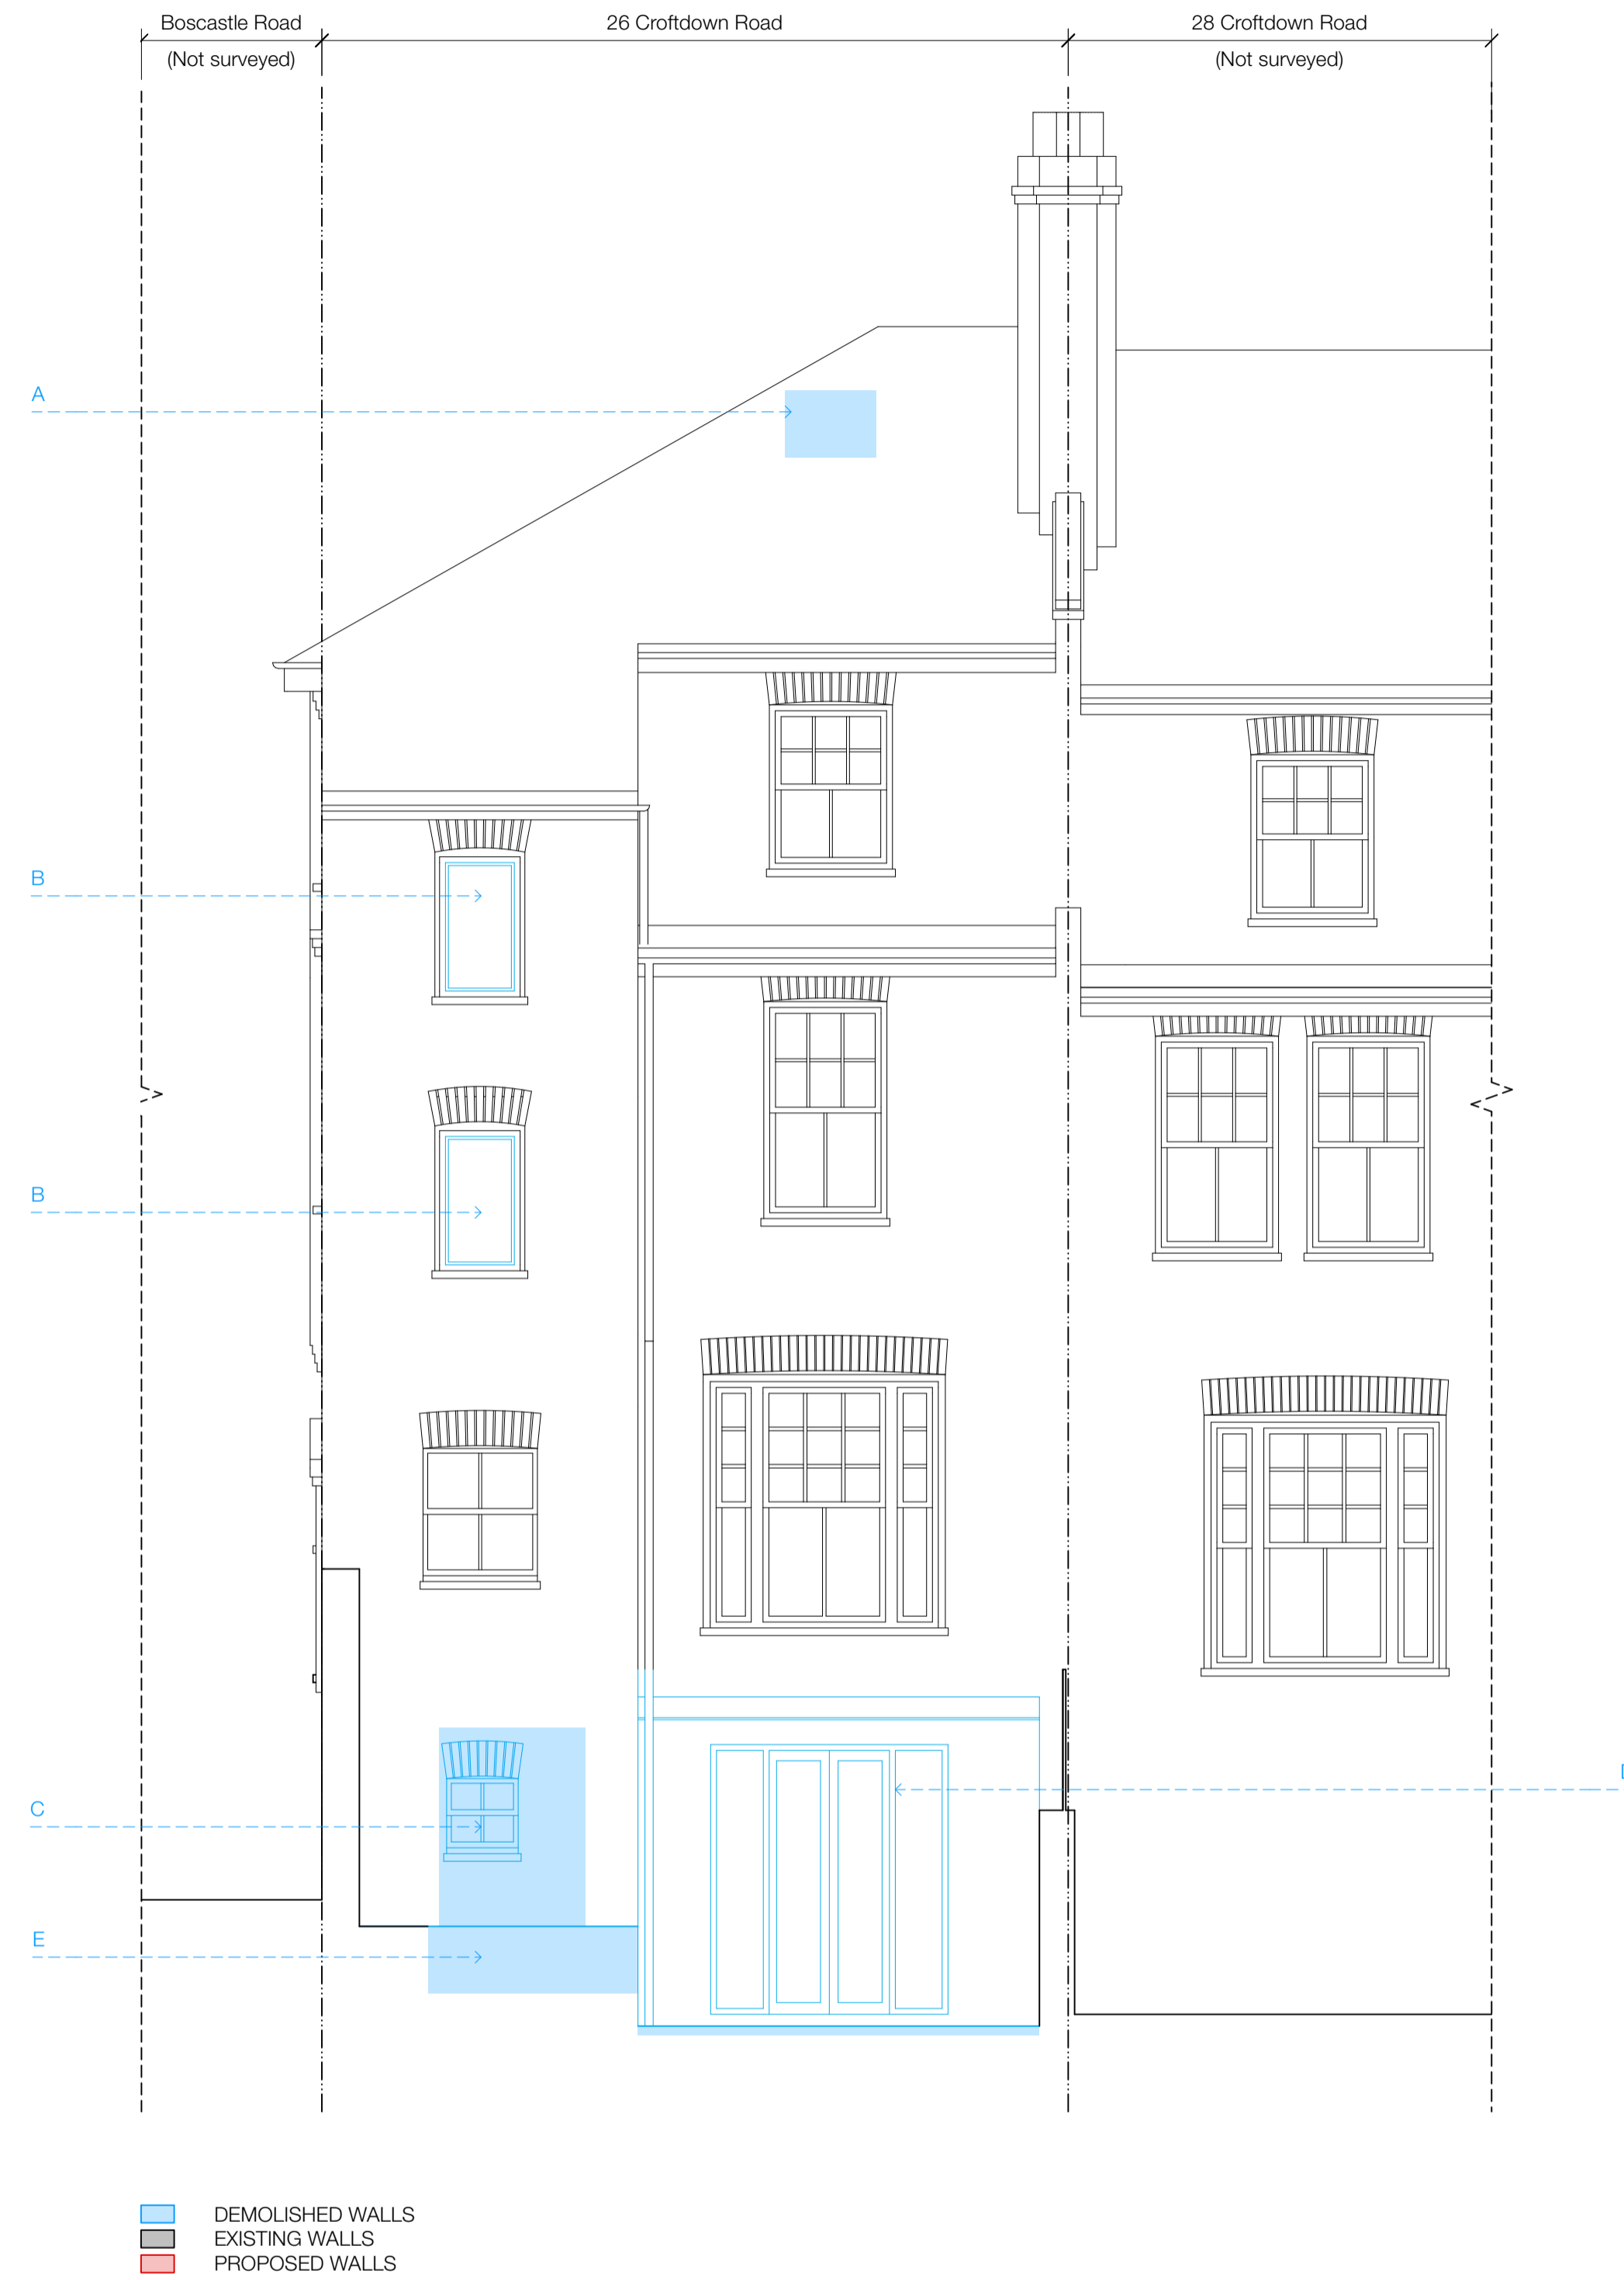 Boscastle Road
26 Croftdown Road
28 Croftdown Road
(Not surveyed)
(Not surveyed)
A
B
B
C
E
DEMOLISHED WALLS
EXISTING WALLS
PROPOSED WALLS